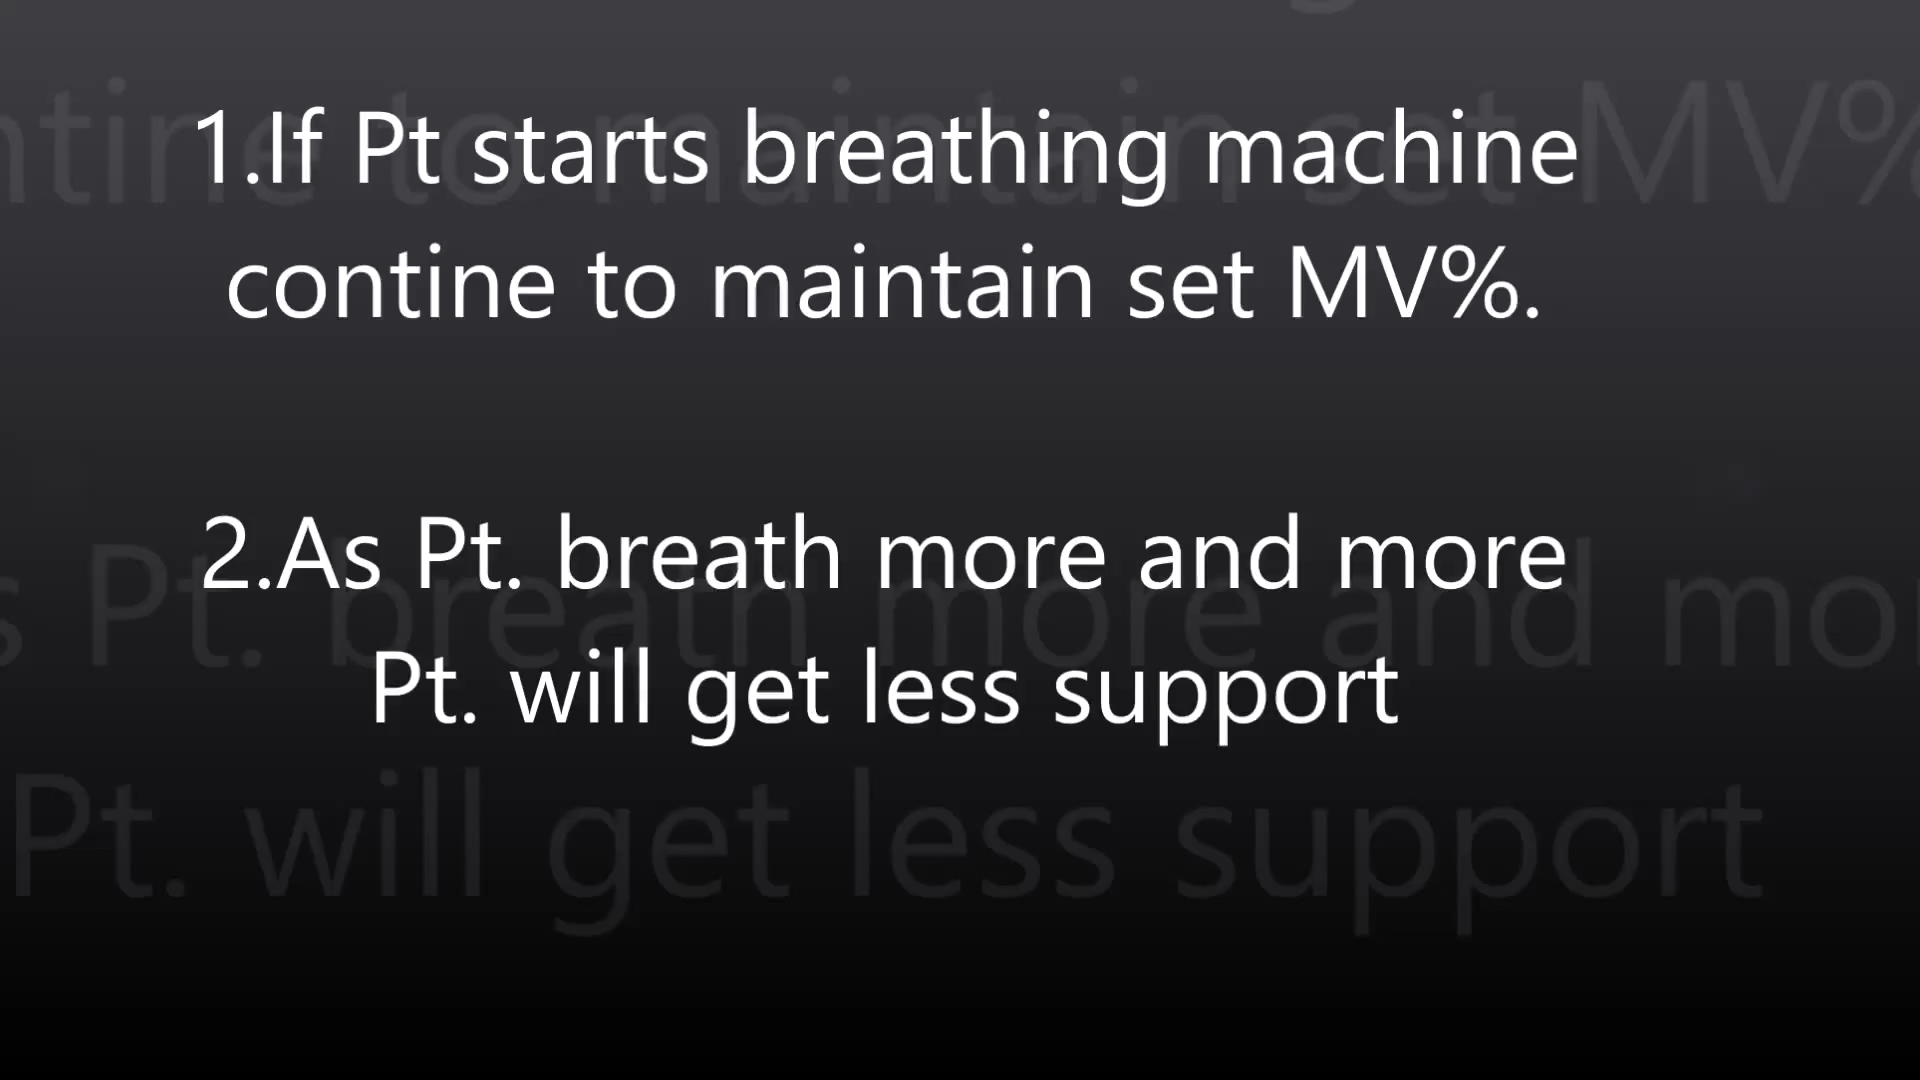 1.If Pt starts breathing machine
contine to maintain set MV%.
2.As Pt. breath more and more
Pt. will get less support